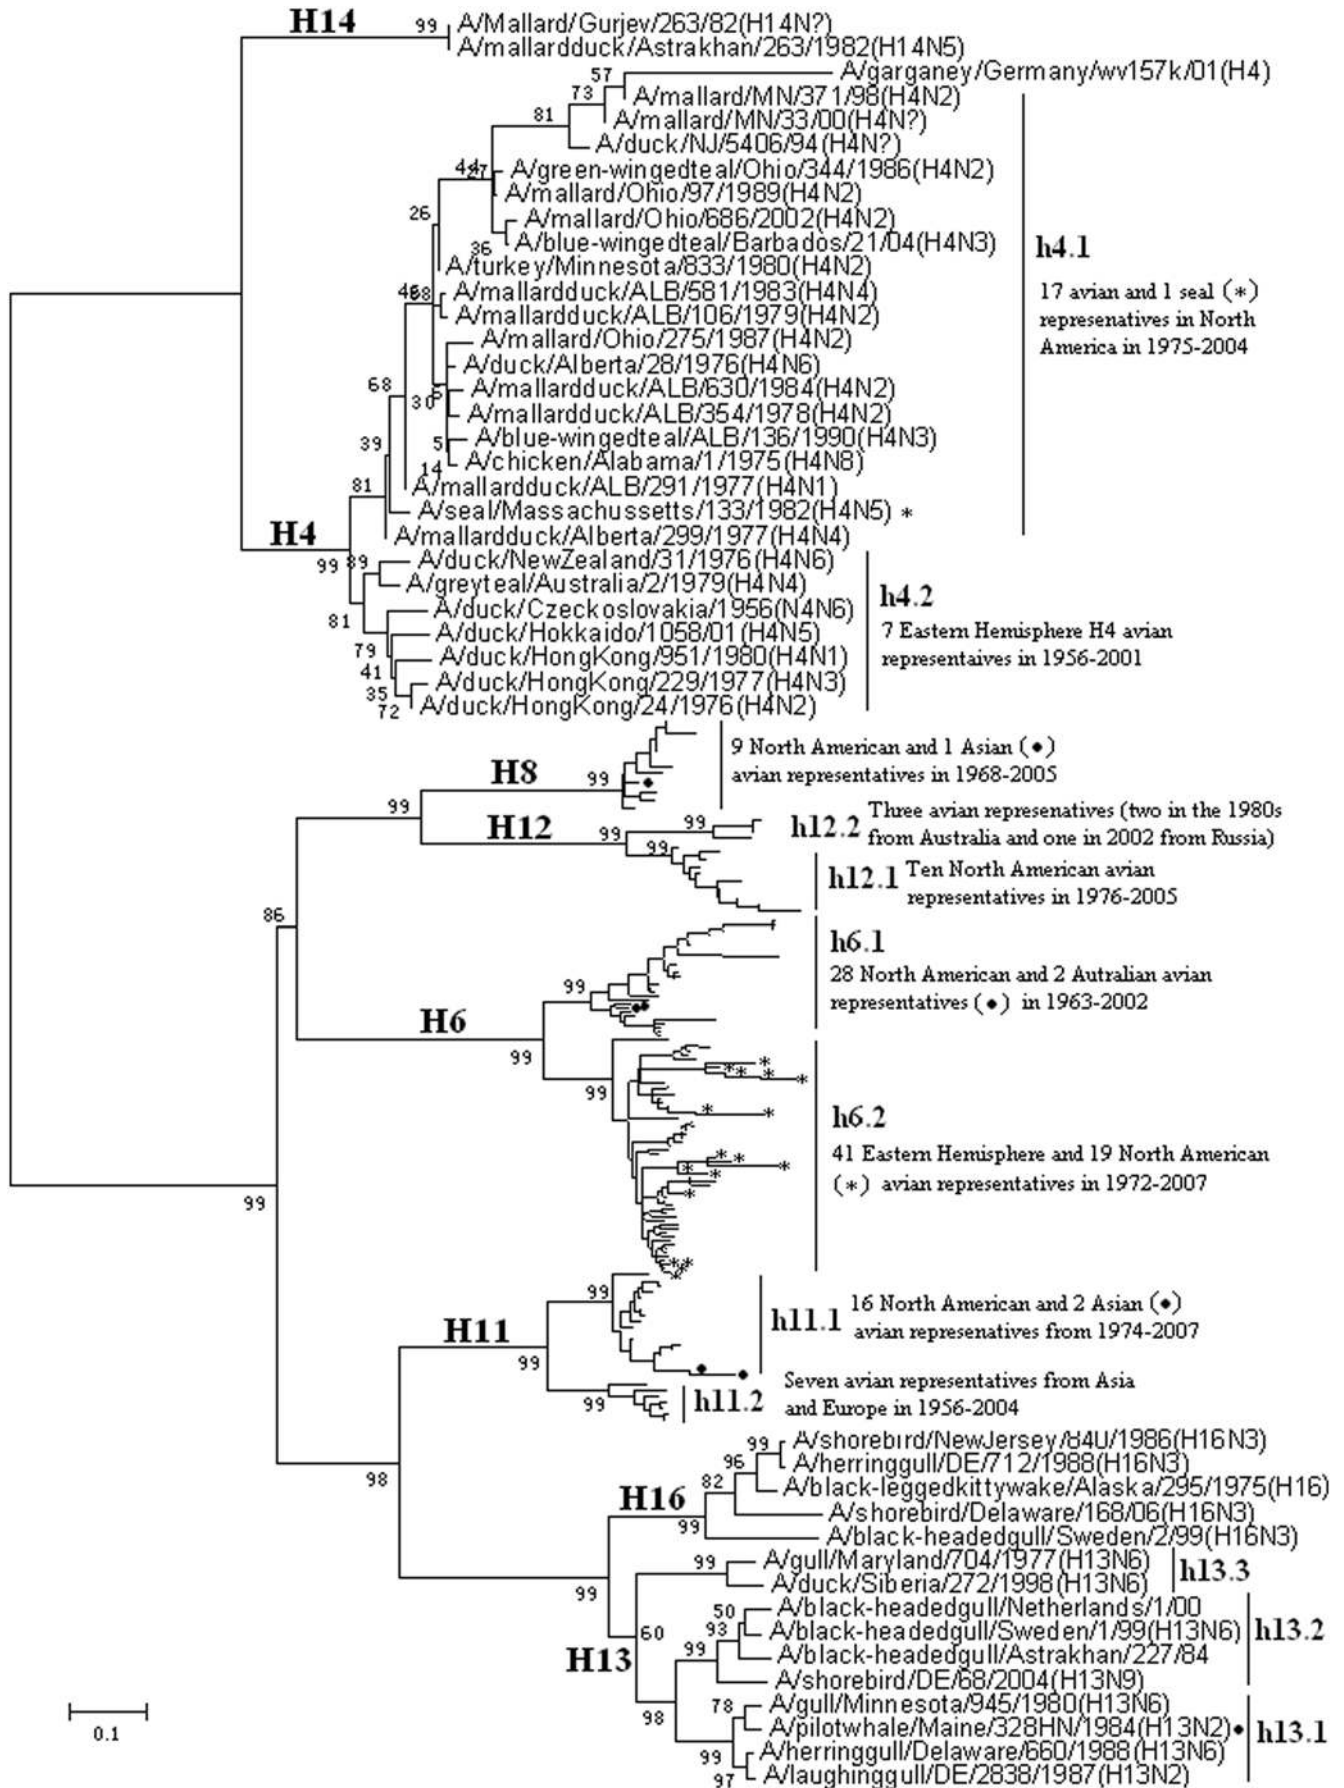 H14
99
A/Mallard/Gurjev/263/82(H14N?)
A/mallardduck/Astrakhan/263/1982(H14N5)
57
A/garganey/Germany/wv157k/01(H4)
73
A/mallard/MN/371/98(H4N2)
81
A/mallard/MN/33/00(H4N?)
A/duck/NJ/5406/94(H4N?)
27
A/green-wingedteal/Ohio/344/1986(H4N2)
A/mallard/Ohio/97/1989(H4N2)
26
A/mallard/Ohio/686/2002(H4N2)
36
A/blue-wingedteal/Barbados/21/04(H4N3)
A/turkey/Minnesota/833/1980(H4N2)
A/mallardduck/ALB/581/1983(H4N4)
A/mallardduck/ALB/106/1979(H4N2)
A/mallard/Ohio/275/1987(H4N2)
A/duck/Alberta/28/1976(H4N6)
68
A/mallardduck/ALB/630/1984(H4N2)
30
A/mallardduck/ALB/354/1978(H4N2)
39
5
A/blue-wingedteal/ALB/136/1990(H4N3)
14
A/chicken/Alabama/1/1975(H4N8)
81
A/mallardduck/ALB/291/1977(H4N1)
A/seal/Massachussetts/133/1982(H4N5) *
H4
A/mallardduck/Alberta/299/1977(H4N4)
h4.1
17 avian and 1 seal (*)
represenatives in North
America in 1975-2004
99
89
A/duck/NewZealand/31/1976(H4N6)
A/greyteal/Australia/2/1979(H4N4)
81
A/duck/Czeckoslovakia/1956(N4N6)
A/duck/Hokkaido/1058/01(H4N5)
79
A/duck/HongKong/951/1980(H4N1)
41
A/duck/HongKong/229/1977(H4N3)
35
72
A/duck/HongKong/24/1976(H4N2)
h4.2
7 Eastern Hemisphere H4 avian
representaives in 1956-2001
H8
99
9 North American and 1 Asian (●)
avian representatives in 1968-2005
99
H12
99
99
h12.2
Three avian represenatives (two in the 1980s
from Australia and one in 2002 from Russia)
99
h12.1
Ten North American avian
representatives in 1976-2005
86
H6
99
99
h6.1
28 North American and 2 Autralian avian
representatives (●) in 1963-2002
99
h6.2
41 Eastern Hemisphere and 19 North American
(*) avian representatives in 1972-2007
99
H11
99
99
h11.1
16 North American and 2 Asian (●)
avian represenatives from 1974-2007
99
h11.2
Seven avian representatives from Asia
and Europe in 1956-2004
98
H16
99
A/shorebird/NewJersey/840/1986(H16N3)
96
A/herringgull/DE/712/1988(H16N3)
82
A/black-leggedkittywake/Alaska/295/1975(H16)
A/shorebird/Delaware/168/06(H16N3)
99
A/black-headedgull/Sweden/2/99(H16N3)
99
99
A/gull/Maryland/704/1977(H13N6)
A/duck/Siberia/272/1998(H13N6)
h13.3
H13
60
50
A/black-headedgull/Netherlands/1/00
93
A/black-headedgull/Sweden/1/99(H13N6)
99
A/black-headedgull/Astrakhan/227/84
A/shorebird/DE/68/2004(H13N9)
h13.2
98
78
A/gull/Minnesota/945/1980(H13N6)
A/pilotwhale/Maine/328HN/1984(H13N2)●
99
A/herringgull/Delaware/660/1988(H13N6)
97
A/laughinggull/DE/2838/1987(H13N2)
h13.1
0.1